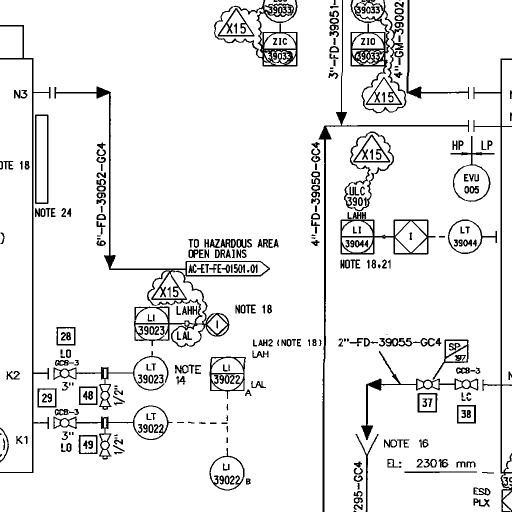 39033
X15
ZIC
39033
39033
ZIO
39033
3"-FD-39051-
4"-GM-39002
X15
N3
OTE 18
NOTE 24
6"-FD-39052-GC4
4"-FD-39050-GC4
X15
HP
LP
EVU
005
ULC
3901
LAHH
LI
39044
I
LT
39044
NOTE 18,21
TO HAZARDOUS AREA
OPEN DRAINS
AC-ET-FE-01501.01
X15
LAHH
NOTE 18
LI
39023
LAL
I
28
LO
GCB-3
K2
3"
48
1/2"
LT
39023
NOTE
14
LAH2 (NOTE 18)
LAH
LI
39022
LAL
A
29
GCB-3
K1
3"
LO
49
1/2"
LT
39022
LI
39022
B
2"-FD-39055-GC4
SP
397
GCB-3
LC
37
38
NOTE 16
EL: 23016 mm
7295-GC4
ESD
PLX